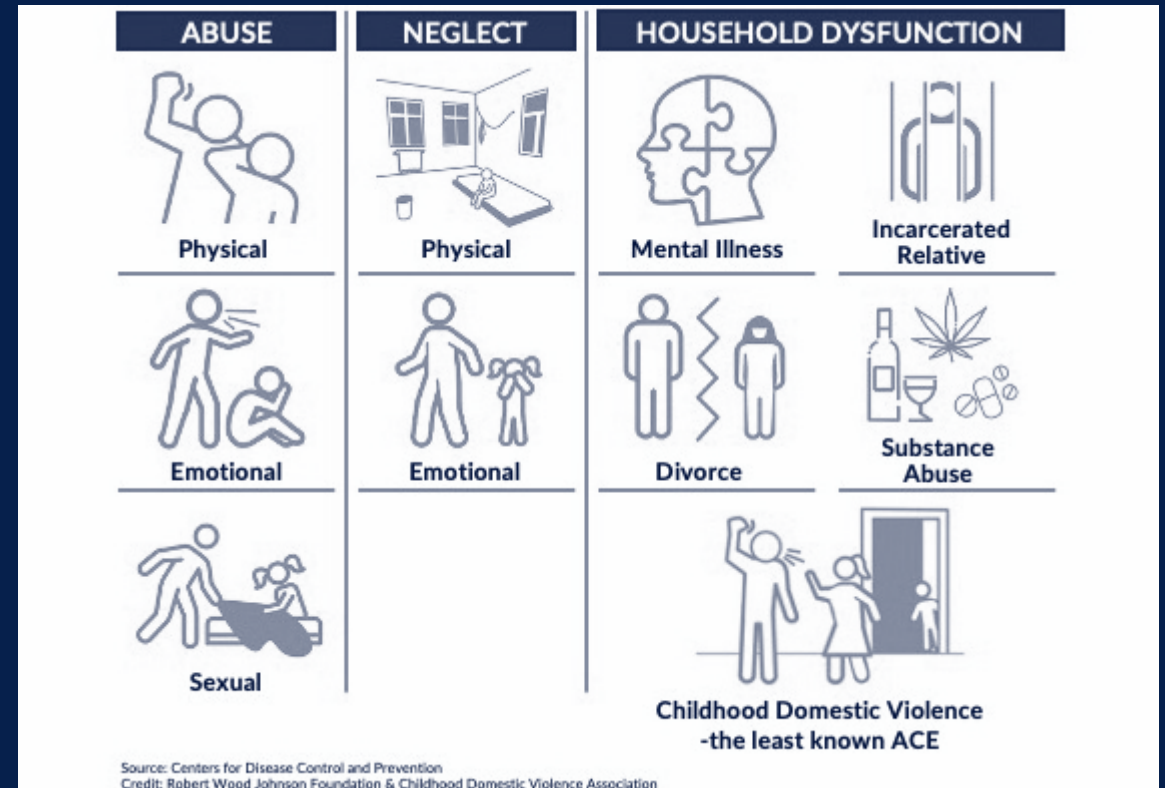 ABUSE
NEGLECT
HOUSEHOLD DYSFUNCTION
Physical
Physical
Mental Illness
Incarcerated
Relative
Emotional
Emotional
Divorce
Substance
Abuse
Sexual
Childhood Domestic Violence
-the least known ACE
Source: Centers for Disease Control and Prevention
Credit: Robert Wood Johnson Foundation & Childhood Domestic Violence Association